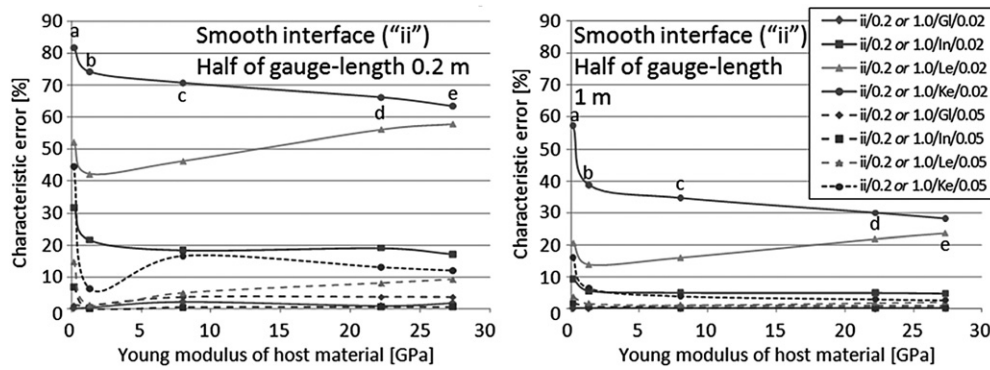 Characteristic error [%]
90
80
70
60
50
40
30
20
10
0
a
b
c
d
e
Smooth interface (“ii”)
Half of gauge-length 0.2 m
0 5 10 15 20 25 30
Young modulus of host material [GPa]
Characteristic error [%]
90
80
70
60
50
40
30
20
10
0
Smooth interface (“ii”)
Half of gauge-length
1 m
a
b
c
d
e
0 5 10 15 20 25 30
Young modulus of host material [GPa]
ii/0.2 or 1.0/Gl/0.02
ii/0.2 or 1.0/In/0.02
ii/0.2 or 1.0/Le/0.02
ii/0.2 or 1.0/Ke/0.02
ii/0.2 or 1.0/Gl/0.05
ii/0.2 or 1.0/In/0.05
ii/0.2 or 1.0/Le/0.05
ii/0.2 or 1.0/Ke/0.05